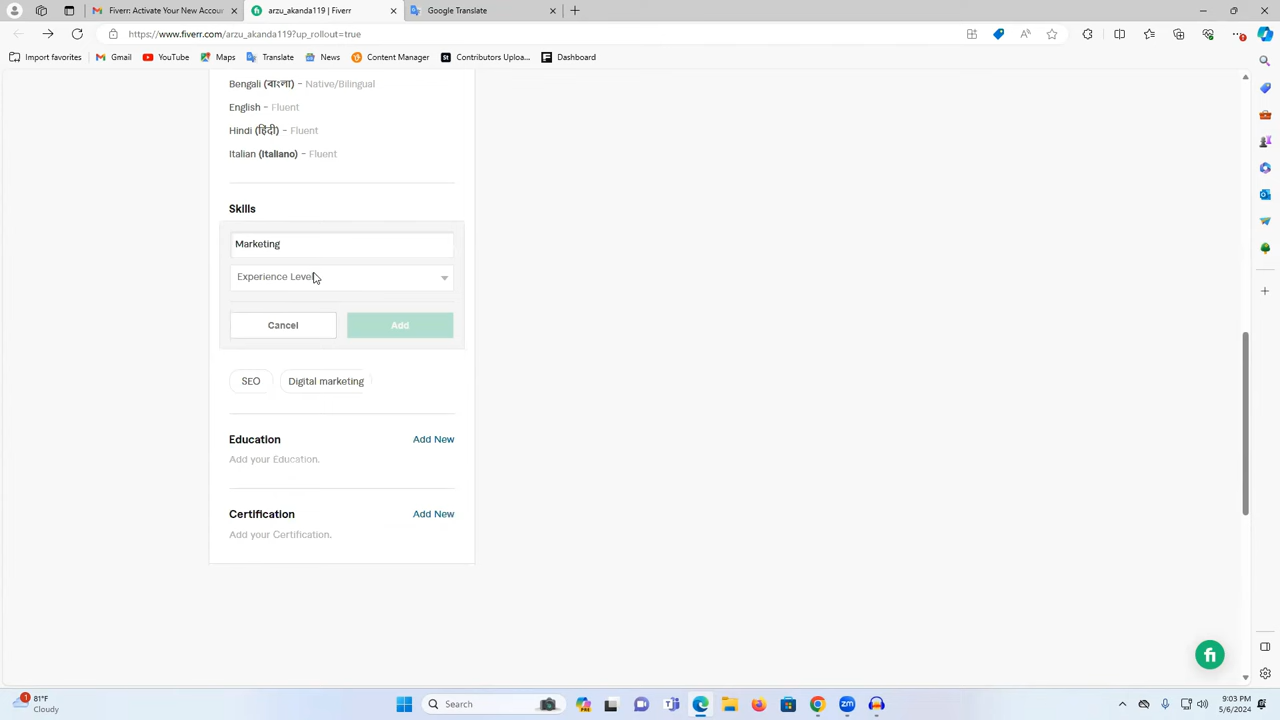 Fiverr: Activate Your New Accou
arzu_akanda119 | Fiverr
Google Translate
https://www.fiverr.com/arzu_akanda119?up_rollout=true
Import favorites
Gmail
YouTube
Maps
Translate
News
Content Manager
Contributors Uploa...
Dashboard
Bengali (বাংলা) - Native/Bilingual
English - Fluent
Hindi (हिंदी) - Fluent
Italian (Italiano) - Fluent
Skills
Marketing
Experience Level
Cancel
Add
SEO
Digital marketing
Education
Add New
Add your Education.
Certification
Add New
Add your Certification.
fi
1
81°F
Cloudy
Search
zm
9:03 PM
5/6/2024